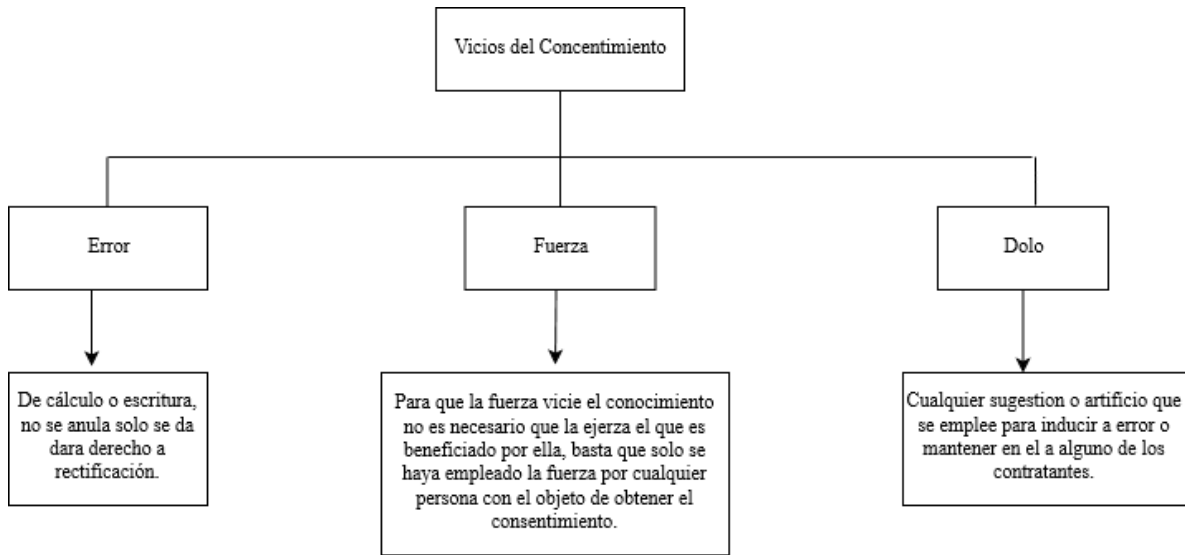 Vicios del Concentimiento
Error
Fuerza
Dolo
De cálculo o escritura,
no se anula solo se da
dara derecho a
rectificación.
Para que la fuerza vicie el conocimiento
no es necesario que la ejerza el que es
beneficiado por ella, basta que solo se
haya empleado la fuerza por cualquier
persona con el objeto de obtener el
consentimiento.
Cualquier sugestion o artificio que
se emplee para inducir a error o
mantener en el a alguno de los
contratantes.